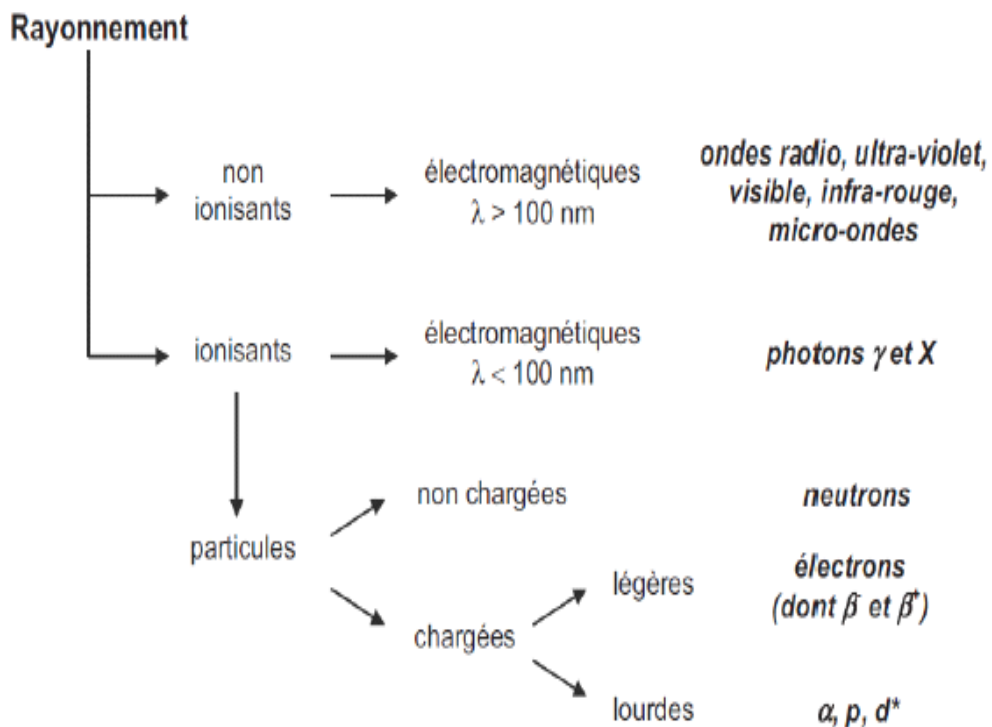 Rayonnement
non
ionisants
électromagnétiques
λ > 100 nm
ondes radio, ultra-violet,
visible, infra-rouge,
micro-ondes
ionisants
électromagnétiques
λ < 100 nm
photons γ et X
particules
non chargées
neutrons
chargées
légères
électrons
(dont β⁻ et β⁺)
lourdes
α, p, d*